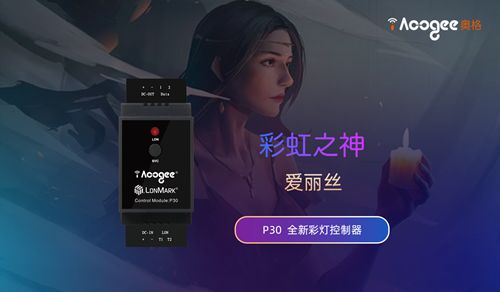 Aoogee奥格
+ - 1 2
DC-OUT Data
LON
SVC
Aoogee®
LONMARK®
Control Module:P30
DC-IN LON
+ - T1 T2
彩虹之神
爱丽丝
P30 全新彩灯控制器